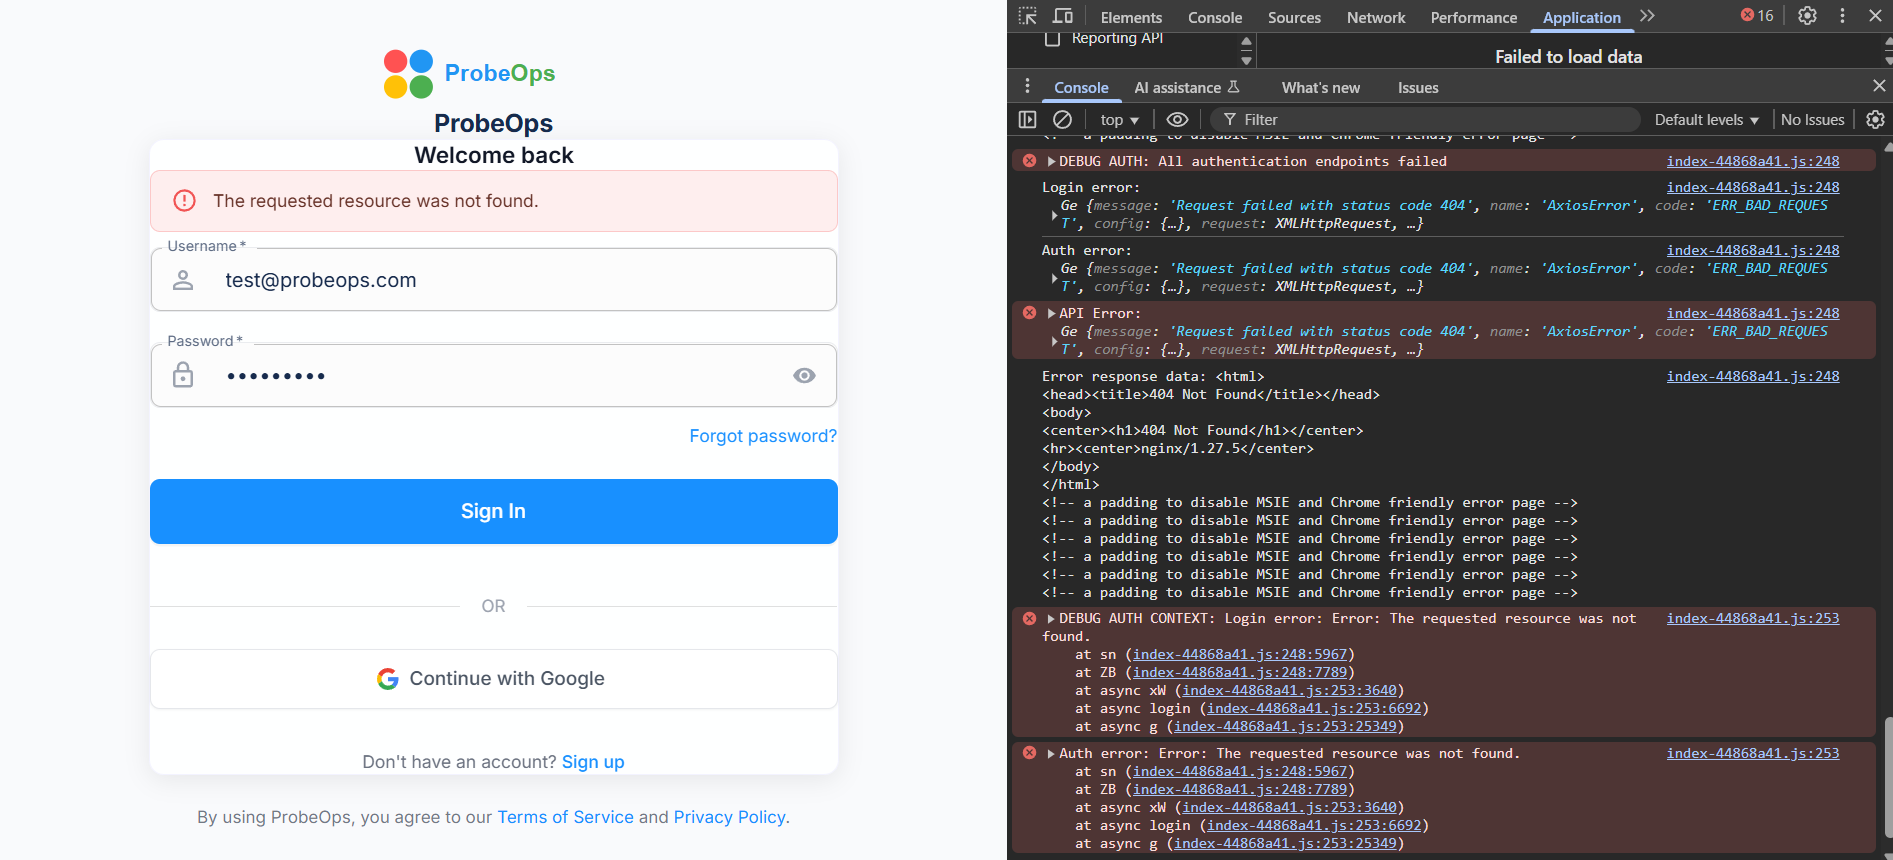 ProbeOps
ProbeOps
Welcome back
The requested resource was not found.
Username *
test@probeops.com
Password *
•••••••••
Forgot password?
Sign In
OR
Continue with Google
Don't have an account? Sign up
By using ProbeOps, you agree to our Terms of Service and Privacy Policy.
Elements Console Sources Network Performance Application 16
Reporting API
Failed to load data
Console AI assistance What's new Issues
top ▼ Filter Default levels ▼ No Issues
<!-- a padding to disable MSIE and Chrome friendly error page -->
▶DEBUG AUTH: All authentication endpoints failed index-44868a41.js:248
Login error: index-44868a41.js:248
Ge {message: 'Request failed with status code 404', name: 'AxiosError', code: 'ERR_BAD_REQUES
▶ T', config: {…}, request: XMLHttpRequest, …}
Auth error: index-44868a41.js:248
Ge {message: 'Request failed with status code 404', name: 'AxiosError', code: 'ERR_BAD_REQUES
▶ T', config: {…}, request: XMLHttpRequest, …}
▶API Error: index-44868a41.js:248
Ge {message: 'Request failed with status code 404', name: 'AxiosError', code: 'ERR_BAD_REQUES
▶ T', config: {…}, request: XMLHttpRequest, …}
Error response data: <html> index-44868a41.js:248
<head><title>404 Not Found</title></head>
<body>
<center><h1>404 Not Found</h1></center>
<hr><center>nginx/1.27.5</center>
</body>
</html>
<!-- a padding to disable MSIE and Chrome friendly error page -->
<!-- a padding to disable MSIE and Chrome friendly error page -->
<!-- a padding to disable MSIE and Chrome friendly error page -->
<!-- a padding to disable MSIE and Chrome friendly error page -->
<!-- a padding to disable MSIE and Chrome friendly error page -->
<!-- a padding to disable MSIE and Chrome friendly error page -->
▶DEBUG AUTH CONTEXT: Login error: Error: The requested resource was not index-44868a41.js:253
found.
at sn (index-44868a41.js:248:5967)
at ZB (index-44868a41.js:248:7789)
at async xW (index-44868a41.js:253:3640)
at async login (index-44868a41.js:253:6692)
at async g (index-44868a41.js:253:25349)
▶Auth error: Error: The requested resource was not found. index-44868a41.js:253
at sn (index-44868a41.js:248:5967)
at ZB (index-44868a41.js:248:7789)
at async xW (index-44868a41.js:253:3640)
at async login (index-44868a41.js:253:6692)
at async g (index-44868a41.js:253:25349)